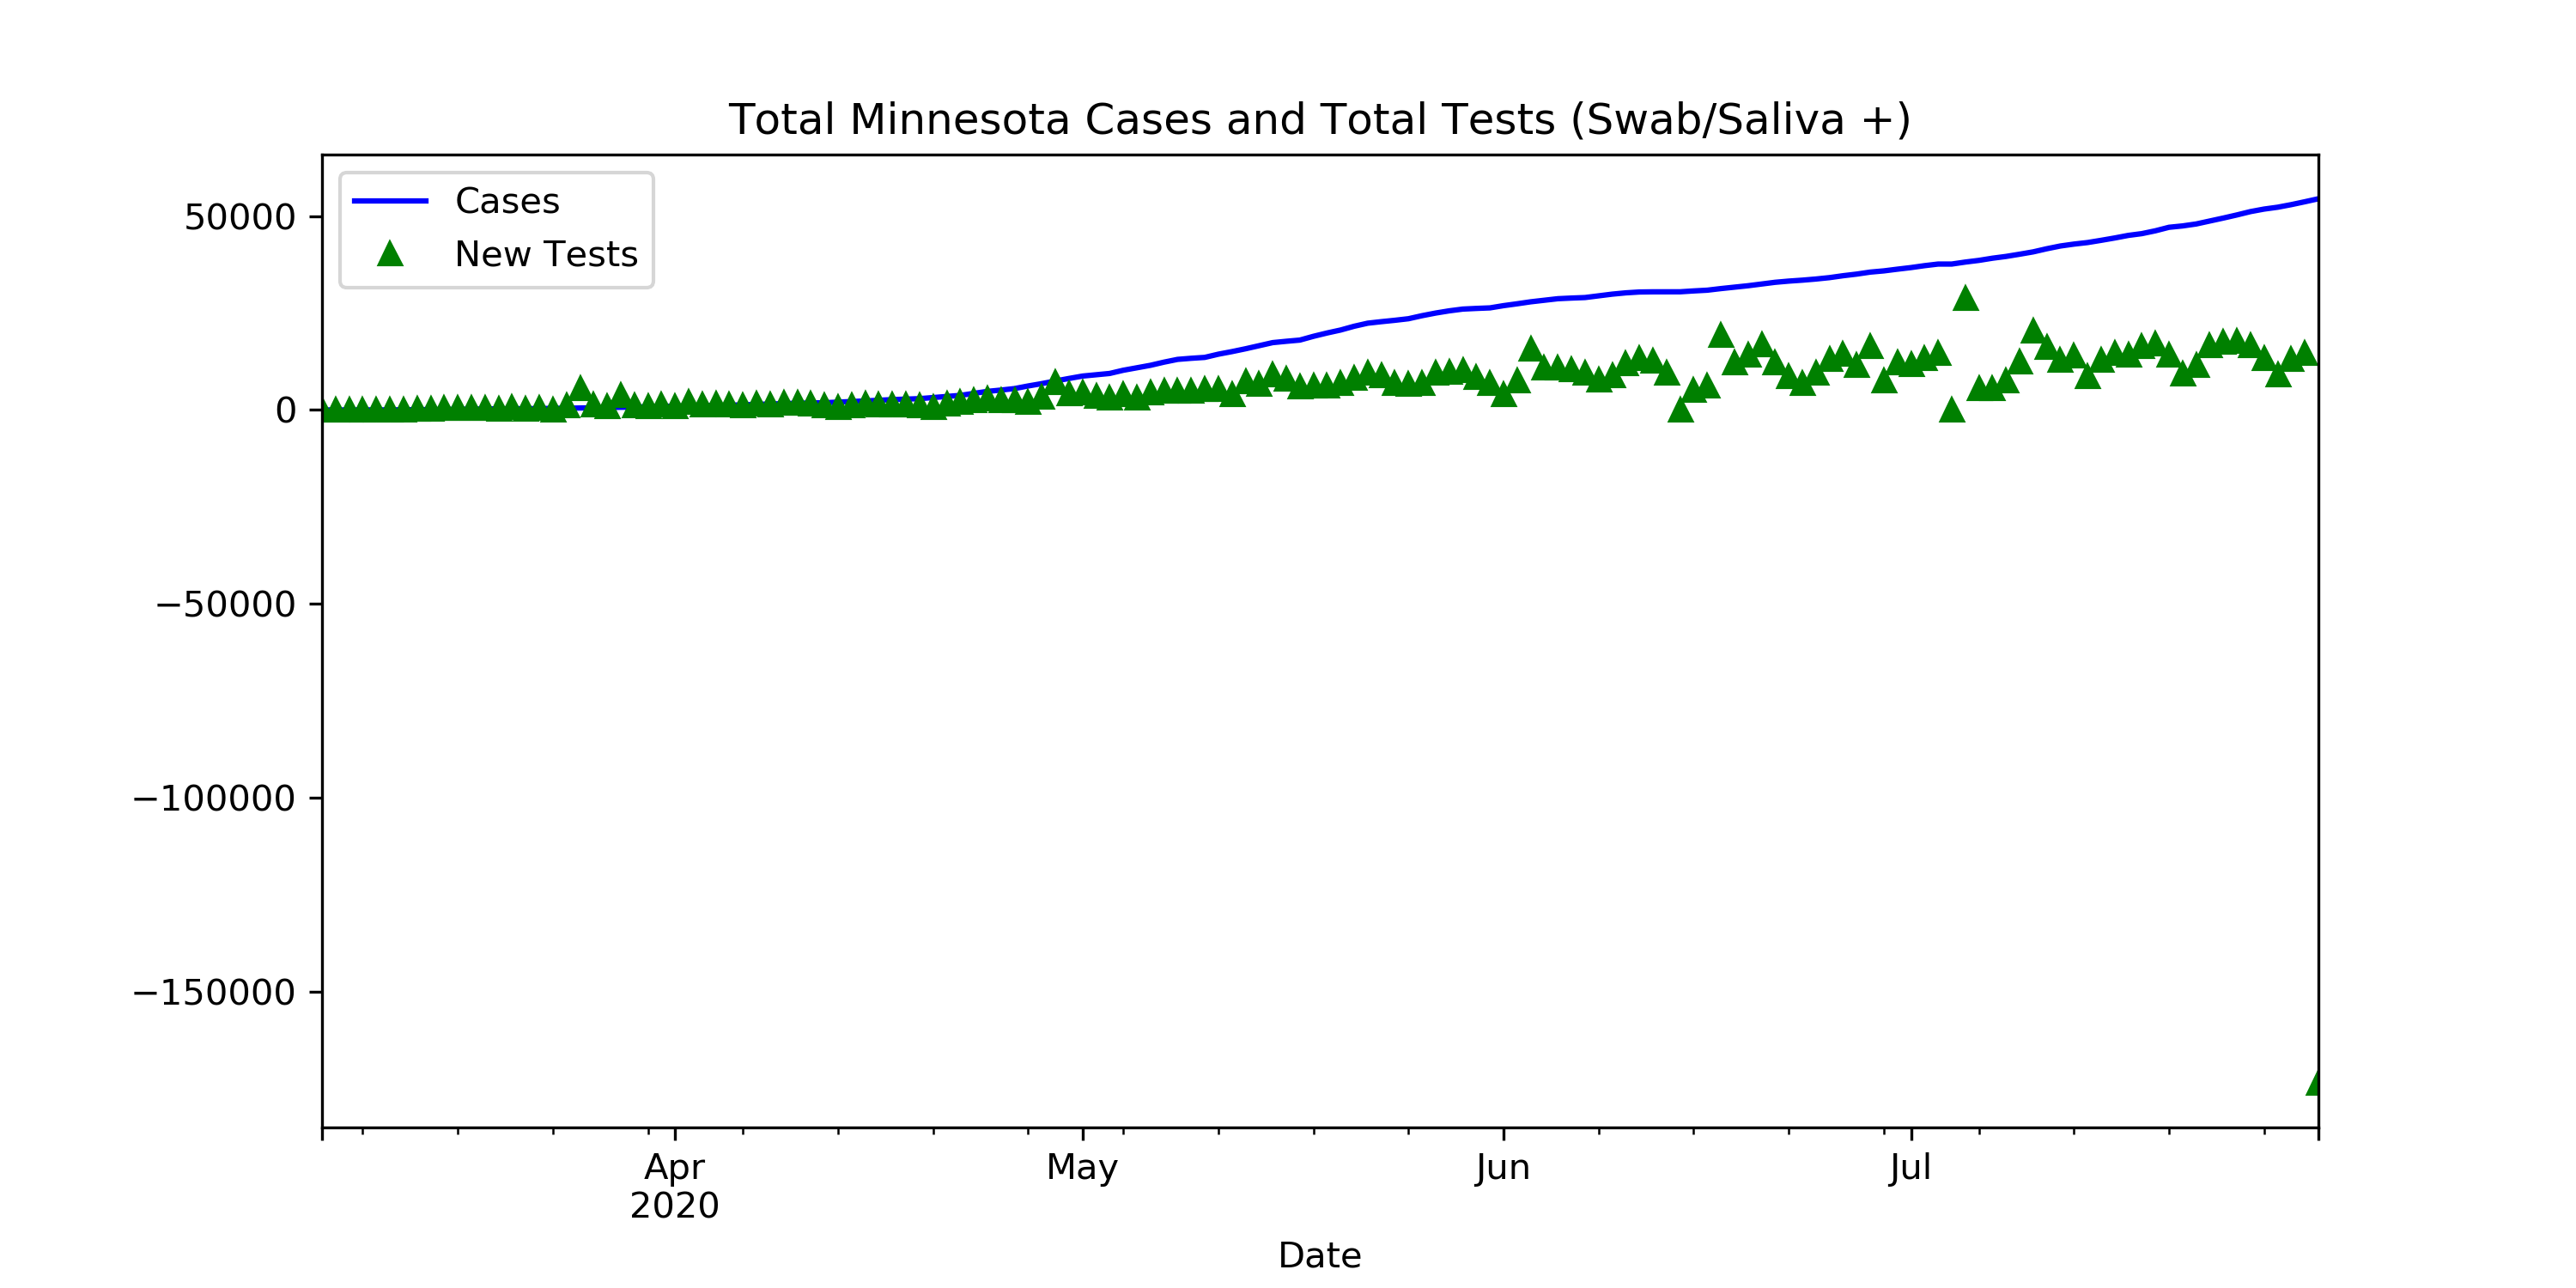 Total Minnesota Cases and Total Tests (Swab/Saliva +)
Cases
New Tests
50000
0
−50000
−100000
−150000
Apr
2020
May
Jun
Jul
Date